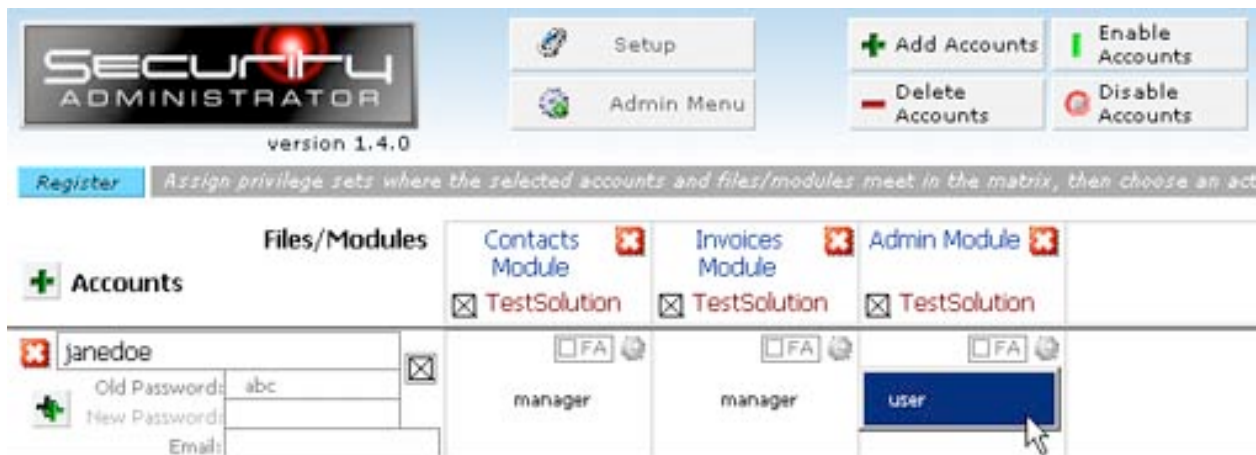 Security
ADMINISTRATOR
version 1.4.0
Setup
Admin Menu
Add Accounts
Delete
Accounts
Enable
Accounts
Disable
Accounts
Register
Assign privilege sets where the selected accounts and files/modules meet in the matrix, then choose an act
Files/Modules
Accounts
Contacts
Module
TestSolution
Invoices
Module
TestSolution
Admin Module
TestSolution
janedoe
FA
FA
FA
Old Password: abc
New Password:
Email:
manager
manager
user